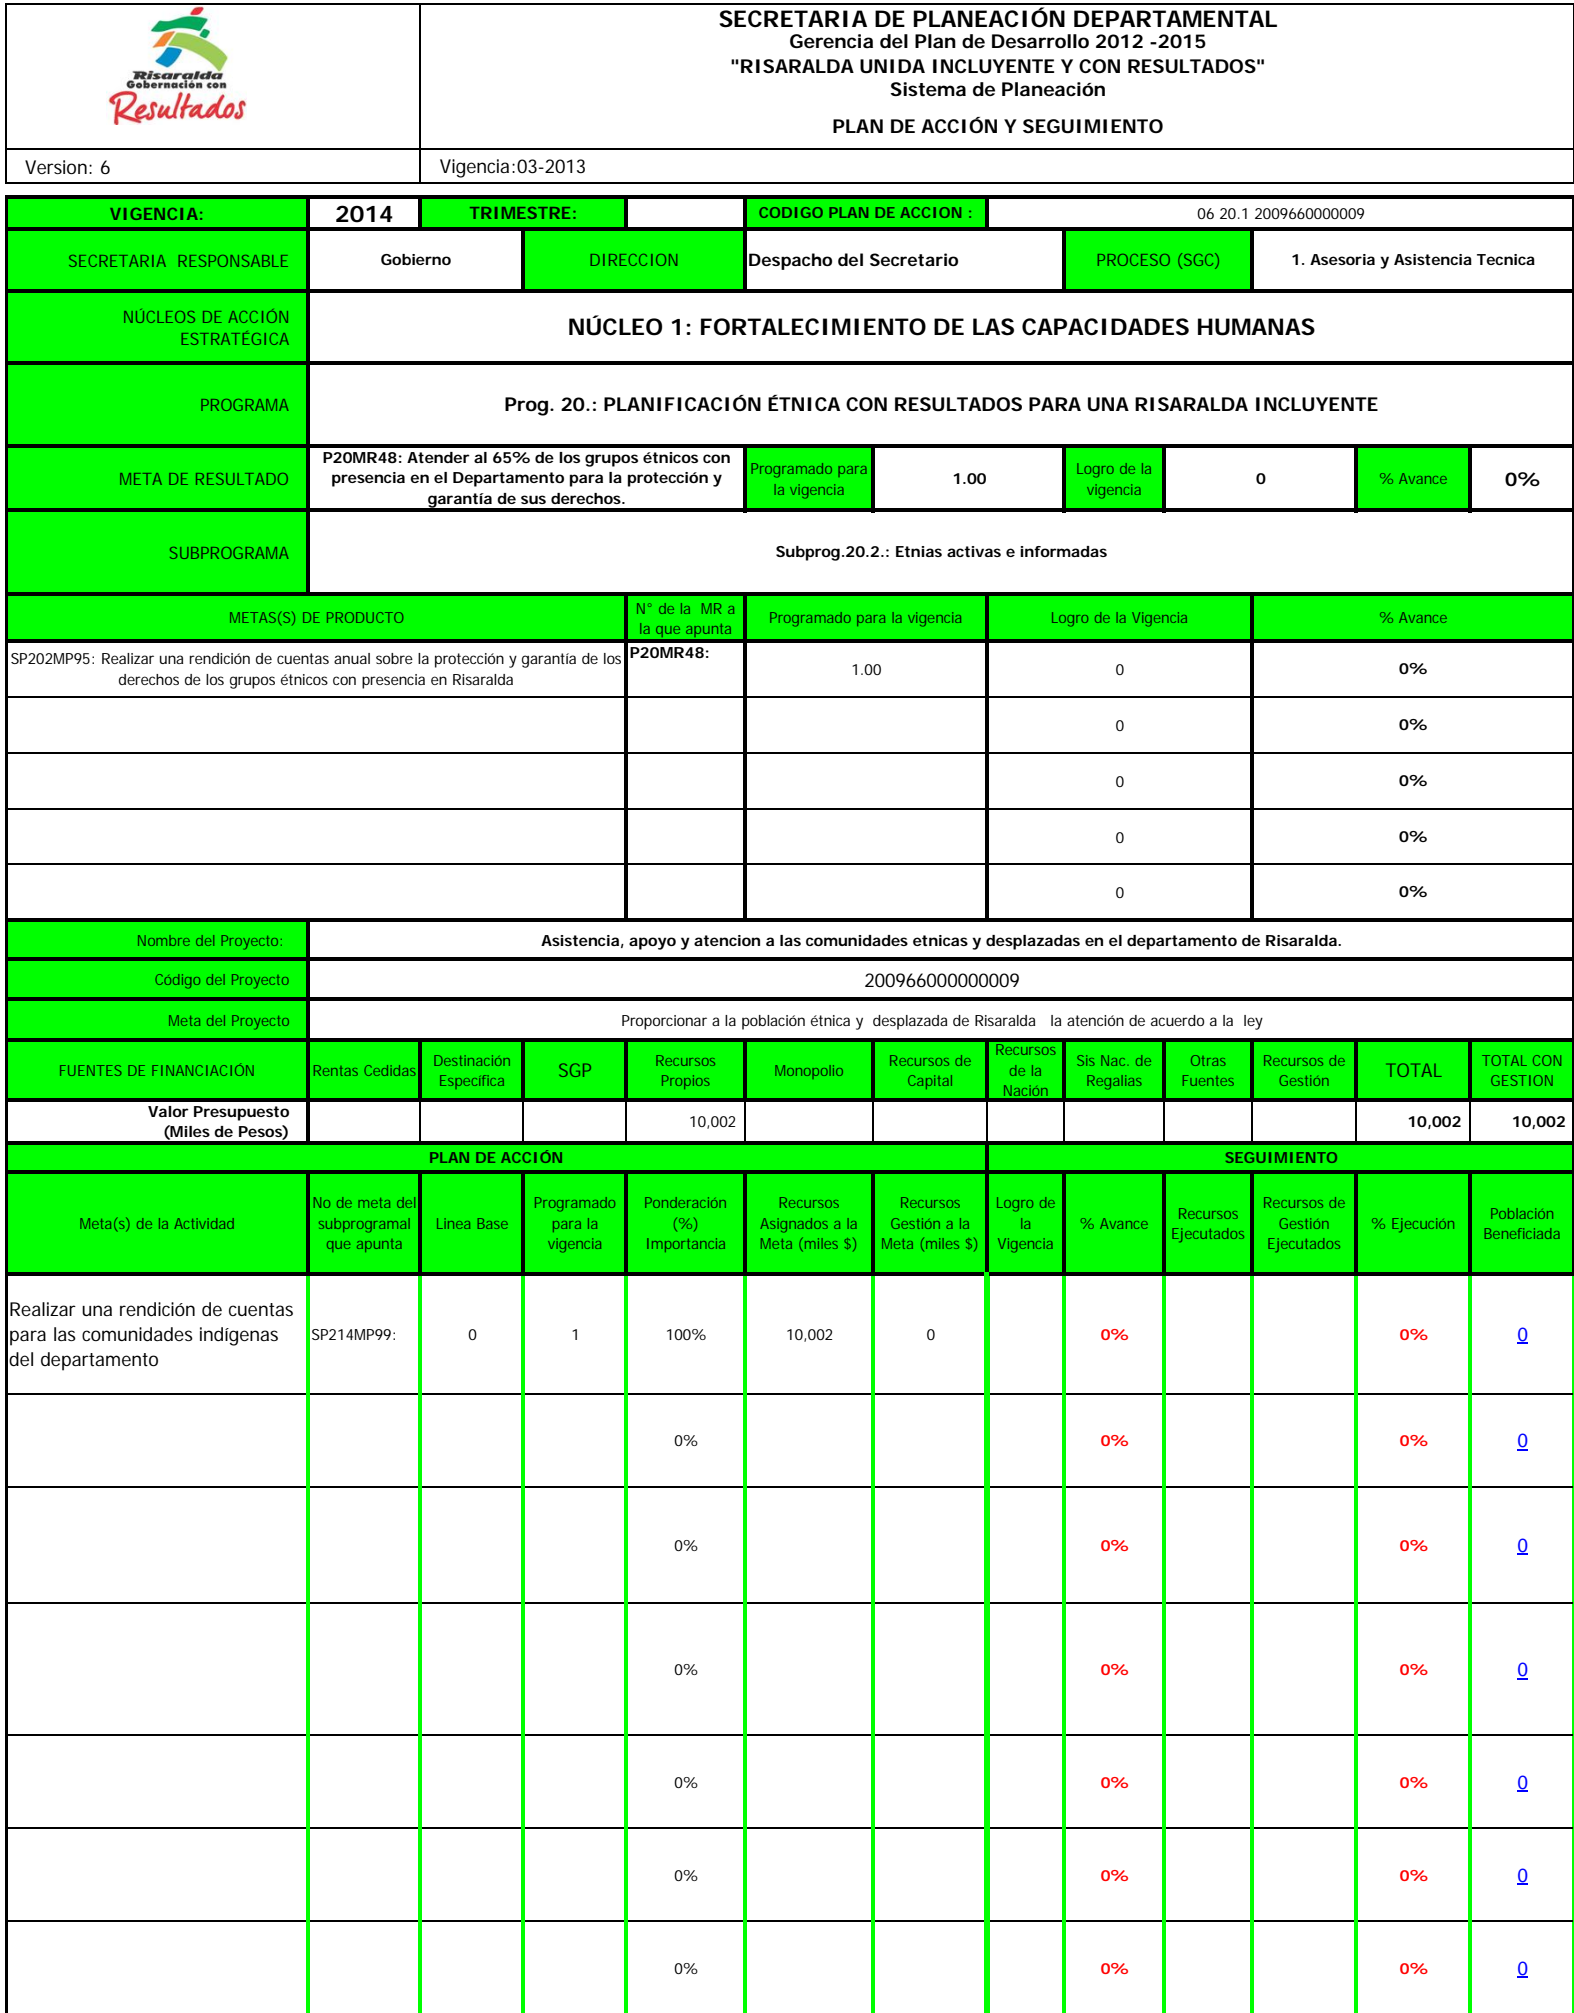 Risaralda
Gobernación con
Resultados
SECRETARIA DE PLANEACIÓN DEPARTAMENTAL
Gerencia del Plan de Desarrollo 2012 -2015
"RISARALDA UNIDA INCLUYENTE Y CON RESULTADOS"
Sistema de Planeación
PLAN DE ACCIÓN Y SEGUIMIENTO
Version: 6
Vigencia:03-2013
VIGENCIA: 2014 TRIMESTRE: CODIGO PLAN DE ACCION : 06 20.1 2009660000009
SECRETARIA RESPONSABLE Gobierno DIRECCION Despacho del Secretario PROCESO (SGC) 1. Asesoria y Asistencia Tecnica
NÚCLEOS DE ACCIÓN
ESTRATÉGICA
NÚCLEO 1: FORTALECIMIENTO DE LAS CAPACIDADES HUMANAS
PROGRAMA
Prog. 20.: PLANIFICACIÓN ÉTNICA CON RESULTADOS PARA UNA RISARALDA INCLUYENTE
META DE RESULTADO
P20MR48: Atender al 65% de los grupos étnicos con
presencia en el Departamento para la protección y
garantía de sus derechos.
Programado para
la vigencia
1.00
Logro de la
vigencia
0
% Avance
0%
SUBPROGRAMA
Subprog.20.2.: Etnias activas e informadas
METAS(S) DE PRODUCTO
N° de la MR a
la que apunta
Programado para la vigencia
Logro de la Vigencia
% Avance
SP202MP95: Realizar una rendición de cuentas anual sobre la protección y garantía de los
derechos de los grupos étnicos con presencia en Risaralda
P20MR48:
1.00
0
0%
0 0%
0 0%
0 0%
0 0%
Nombre del Proyecto:
Asistencia, apoyo y atencion a las comunidades etnicas y desplazadas en el departamento de Risaralda.
Código del Proyecto
200966000000009
Meta del Proyecto
Proporcionar a la población étnica y desplazada de Risaralda la atención de acuerdo a la ley
FUENTES DE FINANCIACIÓN
Rentas Cedidas
Destinación
Específica
SGP
Recursos
Propios
Monopolio
Recursos de
Capital
Recursos
de la
Nación
Sis Nac. de
Regalias
Otras
Fuentes
Recursos de
Gestión
TOTAL
TOTAL CON
GESTION
Valor Presupuesto
(Miles de Pesos)
10,002
10,002
10,002
PLAN DE ACCIÓN
SEGUIMIENTO
Meta(s) de la Actividad
No de meta del
subprogramal
que apunta
Linea Base
Programado
para la
vigencia
Ponderación
(%)
Importancia
Recursos
Asignados a la
Meta (miles $)
Recursos
Gestión a la
Meta (miles $)
Logro de
la
Vigencia
% Avance
Recursos
Ejecutados
Recursos de
Gestión
Ejecutados
% Ejecución
Población
Beneficiada
Realizar una rendición de cuentas
para las comunidades indígenas
del departamento
SP214MP99:
0
1
100%
10,002
0
0%
0%
0
0% 0% 0% 0
0% 0% 0% 0
0% 0% 0% 0
0% 0% 0% 0
0% 0% 0% 0
0% 0% 0% 0